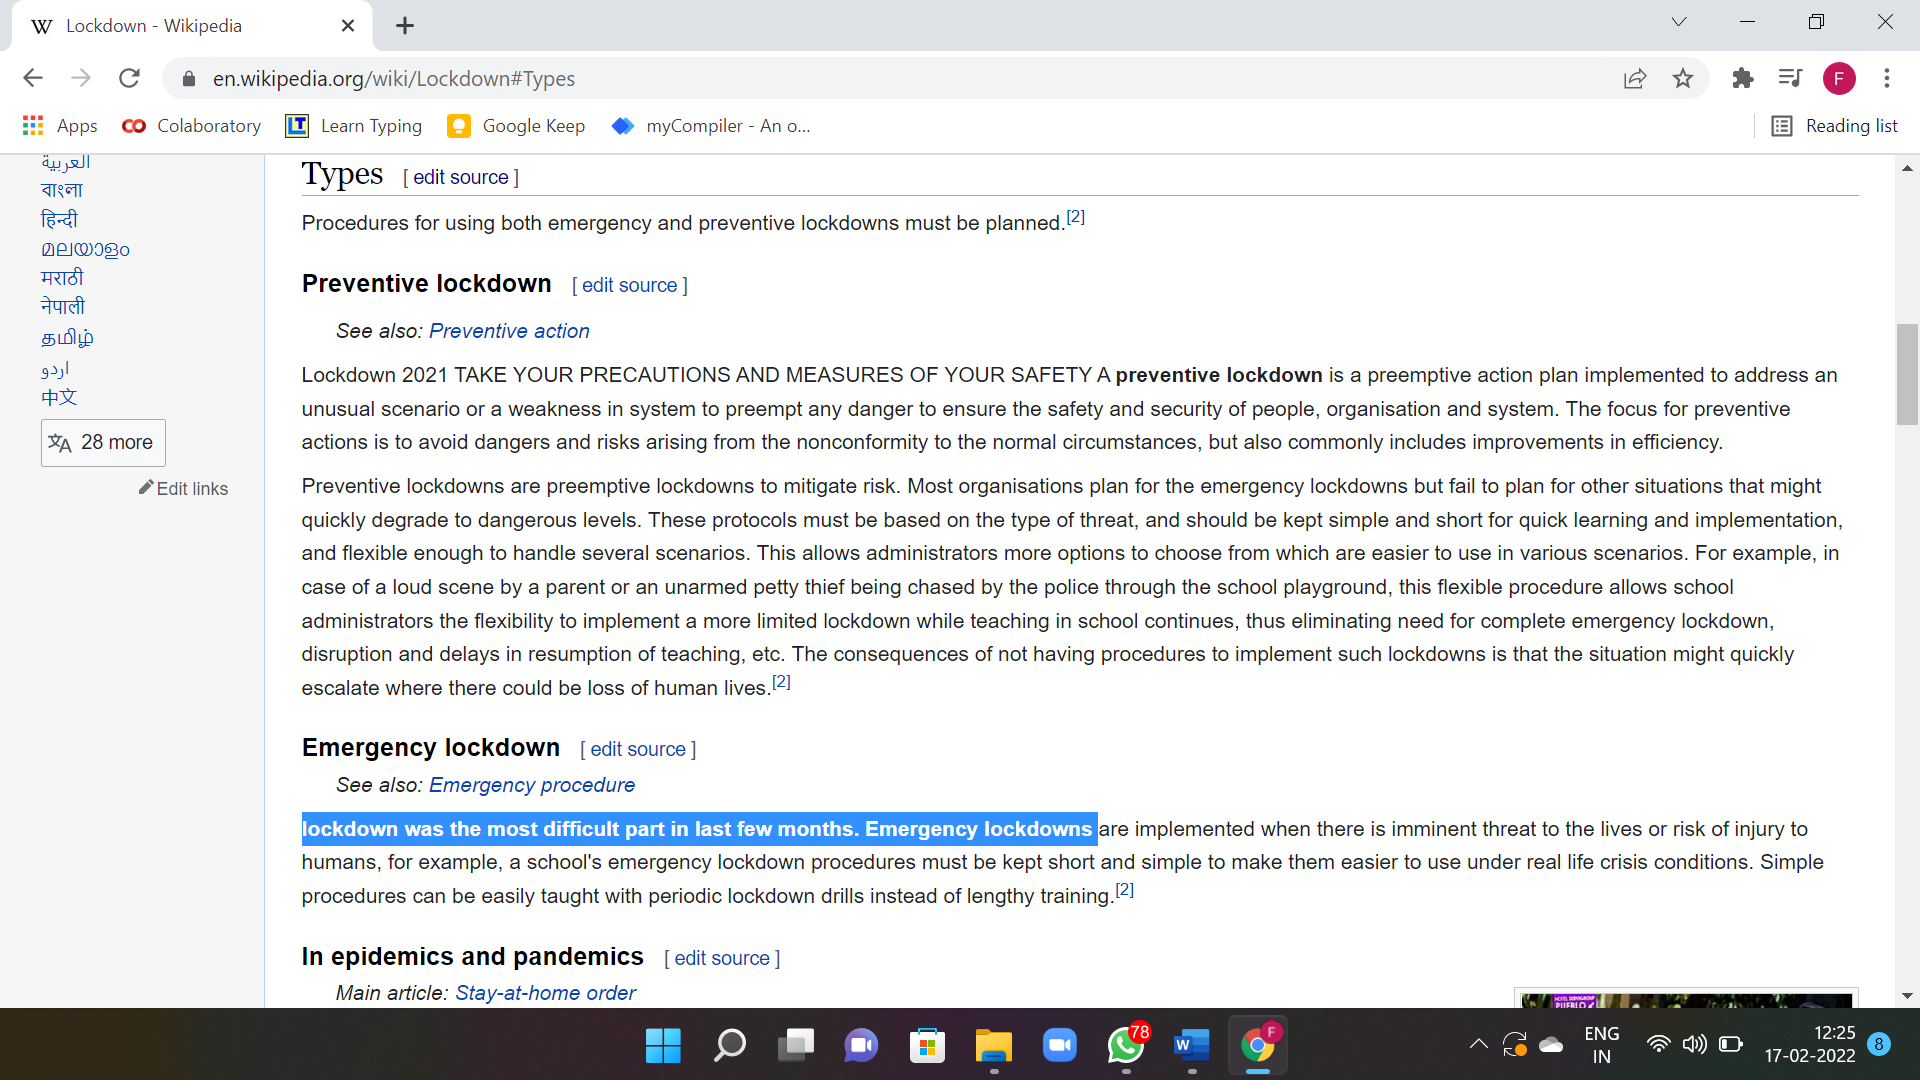 Lockdown - Wikipedia
en.wikipedia.org/wiki/Lockdown#Types
F
Apps
Colaboratory
LT
Learn Typing
Google Keep
myCompiler - An o...
Reading list
العربية
বাংলা
हिन्दी
മലയാളം
मराठी
नेपाली
தமிழ்
اردو
中文
28 more
Edit links
Types [ edit source ]
Procedures for using both emergency and preventive lockdowns must be planned.[2]
Preventive lockdown [ edit source ]
See also: Preventive action
Lockdown 2021 TAKE YOUR PRECAUTIONS AND MEASURES OF YOUR SAFETY A preventive lockdown is a preemptive action plan implemented to address an
unusual scenario or a weakness in system to preempt any danger to ensure the safety and security of people, organisation and system. The focus for preventive
actions is to avoid dangers and risks arising from the nonconformity to the normal circumstances, but also commonly includes improvements in efficiency.
Preventive lockdowns are preemptive lockdowns to mitigate risk. Most organisations plan for the emergency lockdowns but fail to plan for other situations that might
quickly degrade to dangerous levels. These protocols must be based on the type of threat, and should be kept simple and short for quick learning and implementation,
and flexible enough to handle several scenarios. This allows administrators more options to choose from which are easier to use in various scenarios. For example, in
case of a loud scene by a parent or an unarmed petty thief being chased by the police through the school playground, this flexible procedure allows school
administrators the flexibility to implement a more limited lockdown while teaching in school continues, thus eliminating need for complete emergency lockdown,
disruption and delays in resumption of teaching, etc. The consequences of not having procedures to implement such lockdowns is that the situation might quickly
escalate where there could be loss of human lives.[2]
Emergency lockdown [ edit source ]
See also: Emergency procedure
lockdown was the most difficult part in last few months. Emergency lockdowns are implemented when there is imminent threat to the lives or risk of injury to
humans, for example, a school's emergency lockdown procedures must be kept short and simple to make them easier to use under real life crisis conditions. Simple
procedures can be easily taught with periodic lockdown drills instead of lengthy training.[2]
In epidemics and pandemics [ edit source ]
Main article: Stay-at-home order
HOTEL SERVIGROUP
PUEBLO
78
W
F
ENG
IN
12:25
17-02-2022
8